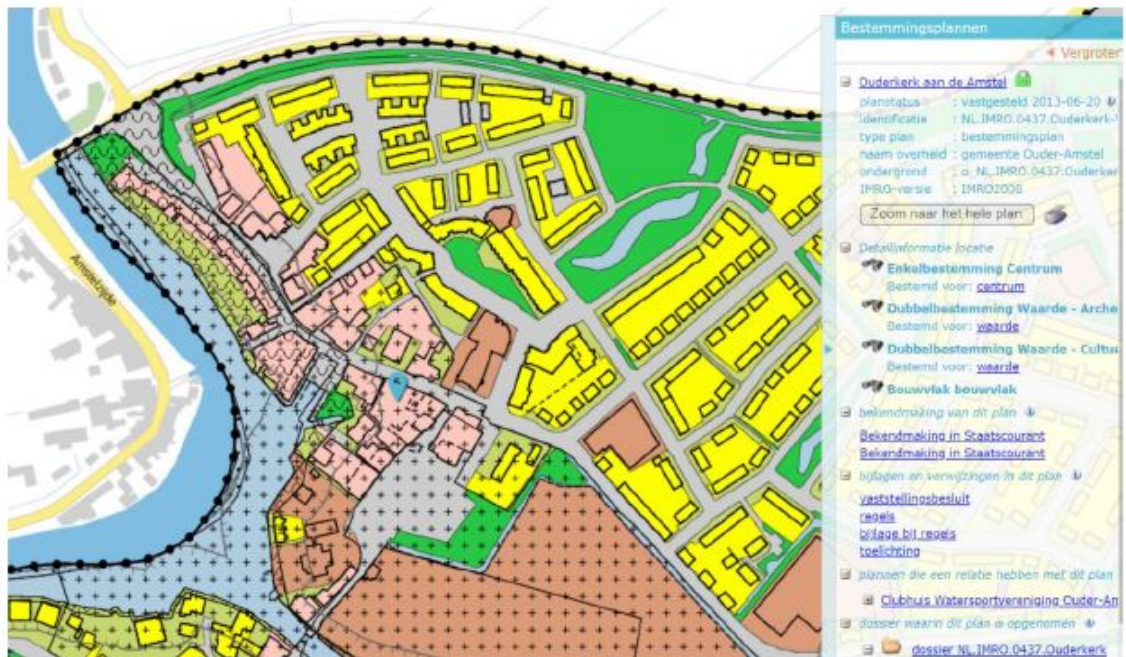 Amstelzijde
Bestemmingsplannen
Vergroten
Ouderkerk aan de Amstel
planstatus : vastgesteld 2013-06-20
identificatie : NL.IMRO.0437.Ouderkerk-
type plan : bestemmingsplan
naam overheid : gemeente Ouder-Amstel
ondergrond : o_NL.IMRO.0437.Ouderker
IMRO-versie : IMRO2008
Zoom naar het hele plan
Detailinformatie locatie
Enkelbestemming Centrum
Bestemd voor: centrum
Dubbelbestemming Waarde - Arche
Bestemd voor: waarde
Dubbelbestemming Waarde - Cultu
Bestemd voor: waarde
Bouwvlak bouwvlak
bekendmaking van dit plan
Bekendmaking in Staatscourant
Bekendmaking in Staatscourant
bijlagen en verwijzingen in dit plan
vaststellingsbesluit
regels
bijlage bij regels
toelichting
plannen die een relatie hebben met dit plan
Clubhuis Watersportvereniging Ouder-Am
dossier waarin dit plan is opgenomen
dossier NL.IMRO.0437.Ouderkerk